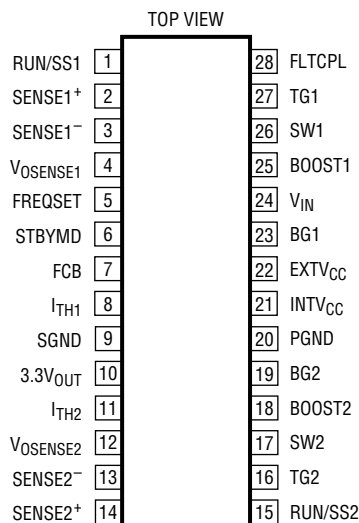 TOP VIEW
RUN/SS1 1
SENSE1+ 2
SENSE1– 3
VOSENSE1 4
FREQSET 5
STBYMD 6
FCB 7
ITH1 8
SGND 9
3.3VOUT 10
ITH2 11
VOSENSE2 12
SENSE2– 13
SENSE2+ 14
28 FLTCPL
27 TG1
26 SW1
25 BOOST1
24 VIN
23 BG1
22 EXTVCC
21 INTVCC
20 PGND
19 BG2
18 BOOST2
17 SW2
16 TG2
15 RUN/SS2